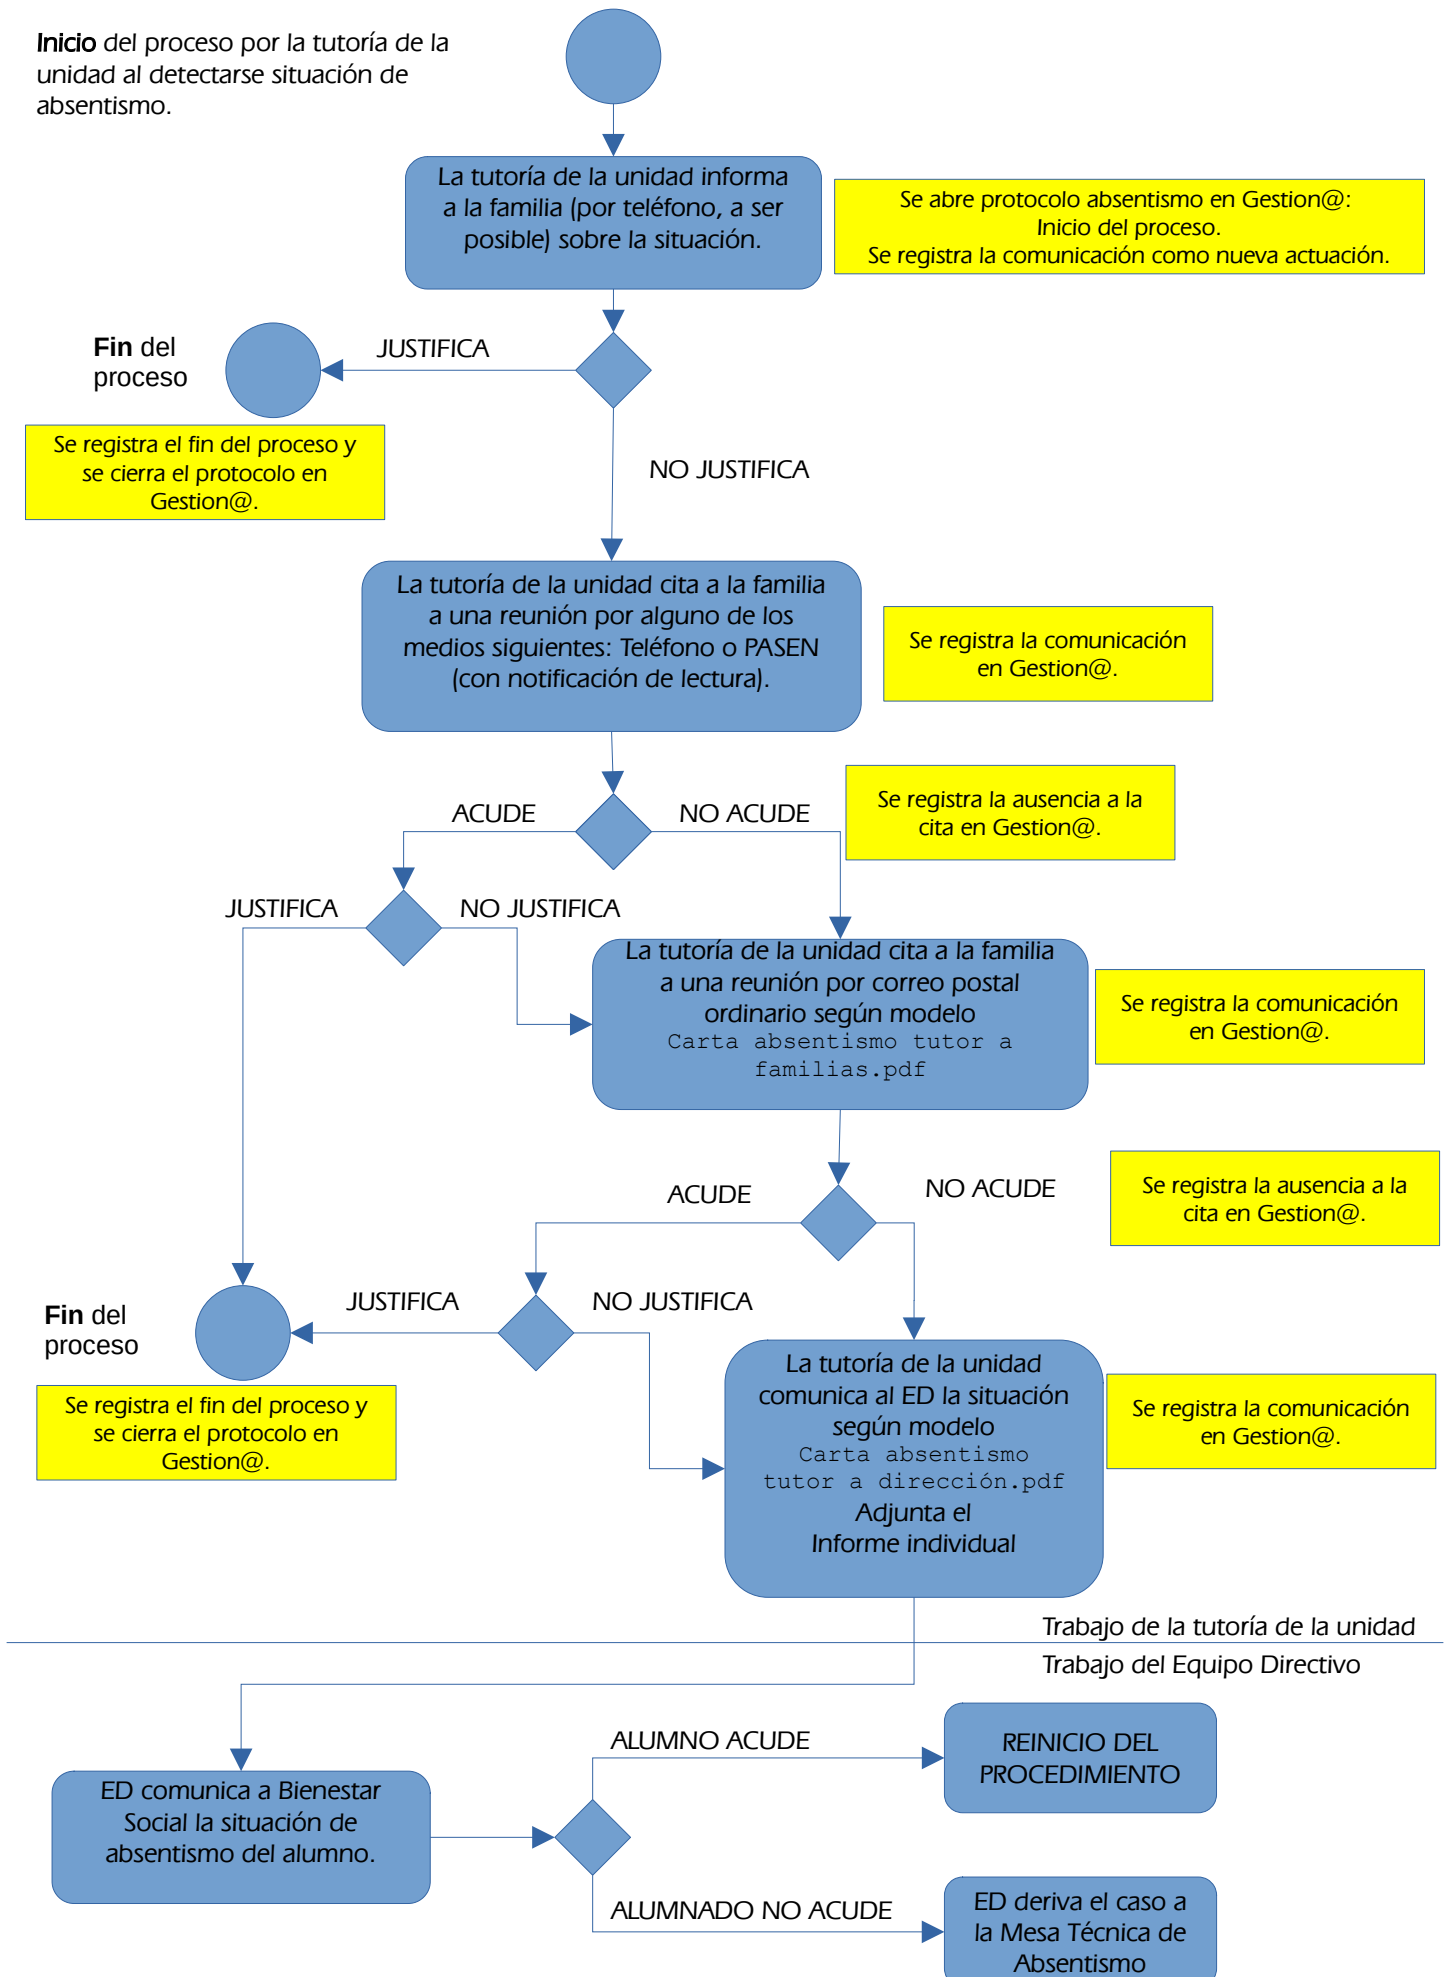 Inicio del proceso por la tutoría de la
unidad al detectarse situación de
absentismo.
La tutoría de la unidad informa
a la familia (por teléfono, a ser
posible) sobre la situación.
Se abre protocolo absentismo en Gestion@:
Inicio del proceso.
Se registra la comunicación como nueva actuación.
Fin del
proceso
JUSTIFICA
Se registra el fin del proceso y
se cierra el protocolo en
Gestion@.
NO JUSTIFICA
La tutoría de la unidad cita a la familia
a una reunión por alguno de los
medios siguientes: Teléfono o PASEN
(con notificación de lectura).
Se registra la comunicación
en Gestion@.
ACUDE
NO ACUDE
Se registra la ausencia a la
cita en Gestion@.
JUSTIFICA
NO JUSTIFICA
La tutoría de la unidad cita a la familia
a una reunión por correo postal
ordinario según modelo
Carta absentismo tutor a
familias.pdf
Se registra la comunicación
en Gestion@.
ACUDE
NO ACUDE
Se registra la ausencia a la
cita en Gestion@.
Fin del
proceso
JUSTIFICA
NO JUSTIFICA
Se registra el fin del proceso y
se cierra el protocolo en
Gestion@.
La tutoría de la unidad
comunica al ED la situación
según modelo
Carta absentismo
tutor a dirección.pdf
Adjunta el
Informe individual
Se registra la comunicación
en Gestion@.
Trabajo de la tutoría de la unidad
Trabajo del Equipo Directivo
ED comunica a Bienestar
Social la situación de
absentismo del alumno.
ALUMNO ACUDE
REINICIO DEL
PROCEDIMIENTO
ALUMNADO NO ACUDE
ED deriva el caso a
la Mesa Técnica de
Absentismo